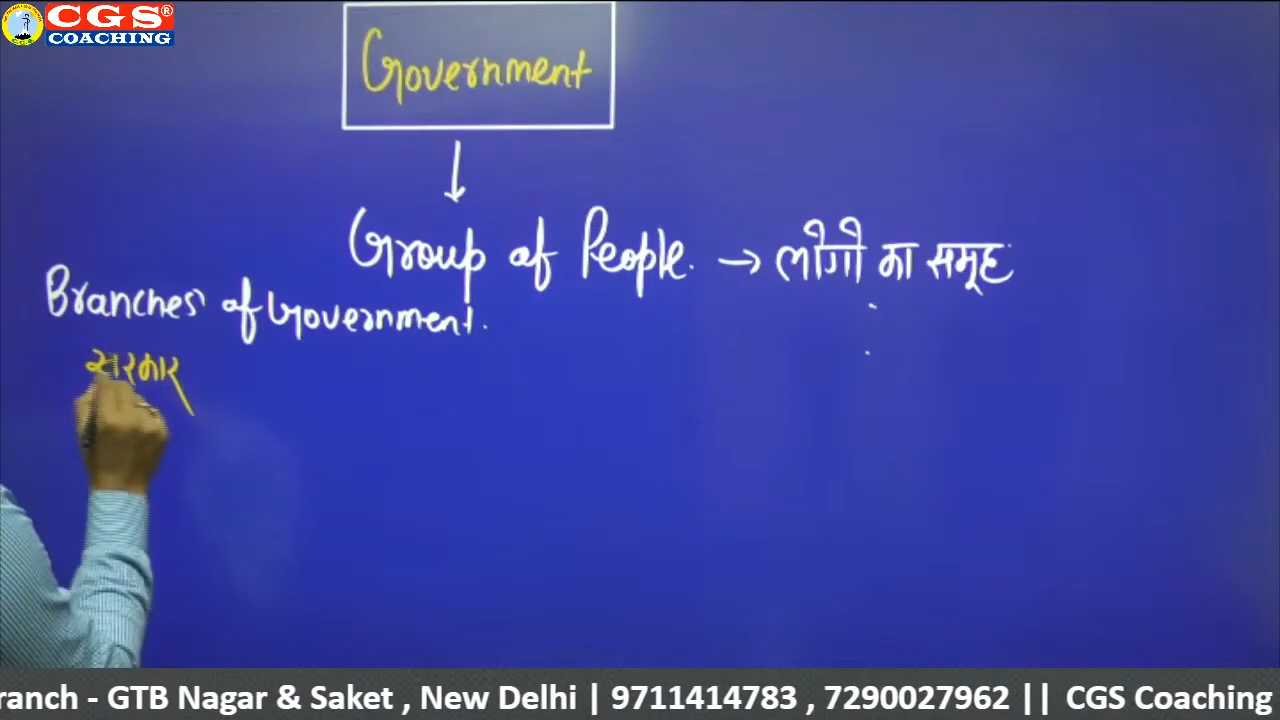 CGS®
COACHING
Government
Group of People. → लोगो का समूह
Branches of Government.
सरकार
ranch - GTB Nagar & Saket , New Delhi | 9711414783 , 7290027962 || CGS Coaching